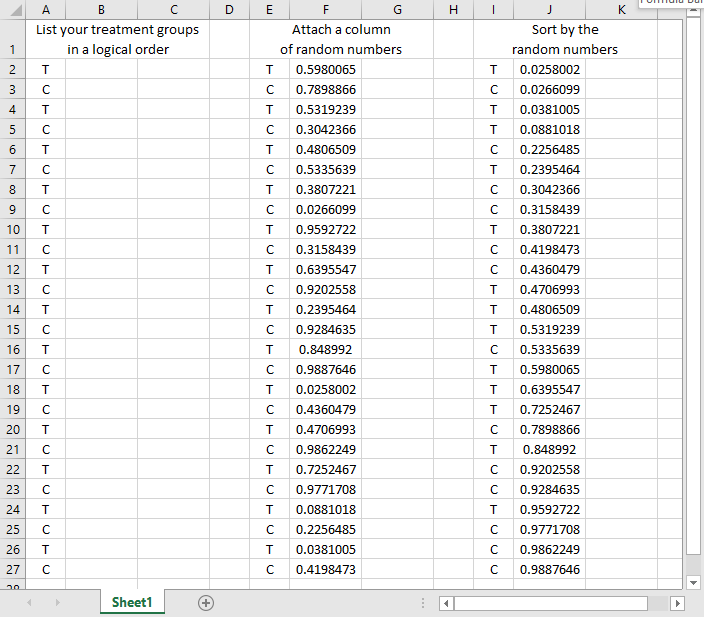 A B C D E F G H I J K
1 List your treatment groups Attach a column Sort by the
in a logical order of random numbers random numbers
2 T T 0.5980065 T 0.0258002
3 C C 0.7898866 C 0.0266099
4 T T 0.5319239 T 0.0381005
5 C C 0.3042366 T 0.0881018
6 T T 0.4806509 C 0.2256485
7 C C 0.5335639 T 0.2395464
8 T T 0.3807221 C 0.3042366
9 C C 0.0266099 C 0.3158439
10 T T 0.9592722 T 0.3807221
11 C C 0.3158439 C 0.4198473
12 T T 0.6395547 C 0.4360479
13 C C 0.9202558 T 0.4706993
14 T T 0.2395464 T 0.4806509
15 C C 0.9284635 T 0.5319239
16 T T 0.848992 C 0.5335639
17 C C 0.9887646 T 0.5980065
18 T T 0.0258002 T 0.6395547
19 C C 0.4360479 T 0.7252467
20 T T 0.4706993 C 0.7898866
21 C C 0.9862249 T 0.848992
22 T T 0.7252467 C 0.9202558
23 C C 0.9771708 C 0.9284635
24 T T 0.0881018 T 0.9592722
25 C C 0.2256485 C 0.9771708
26 T T 0.0381005 C 0.9862249
27 C C 0.4198473 C 0.9887646
Sheet1